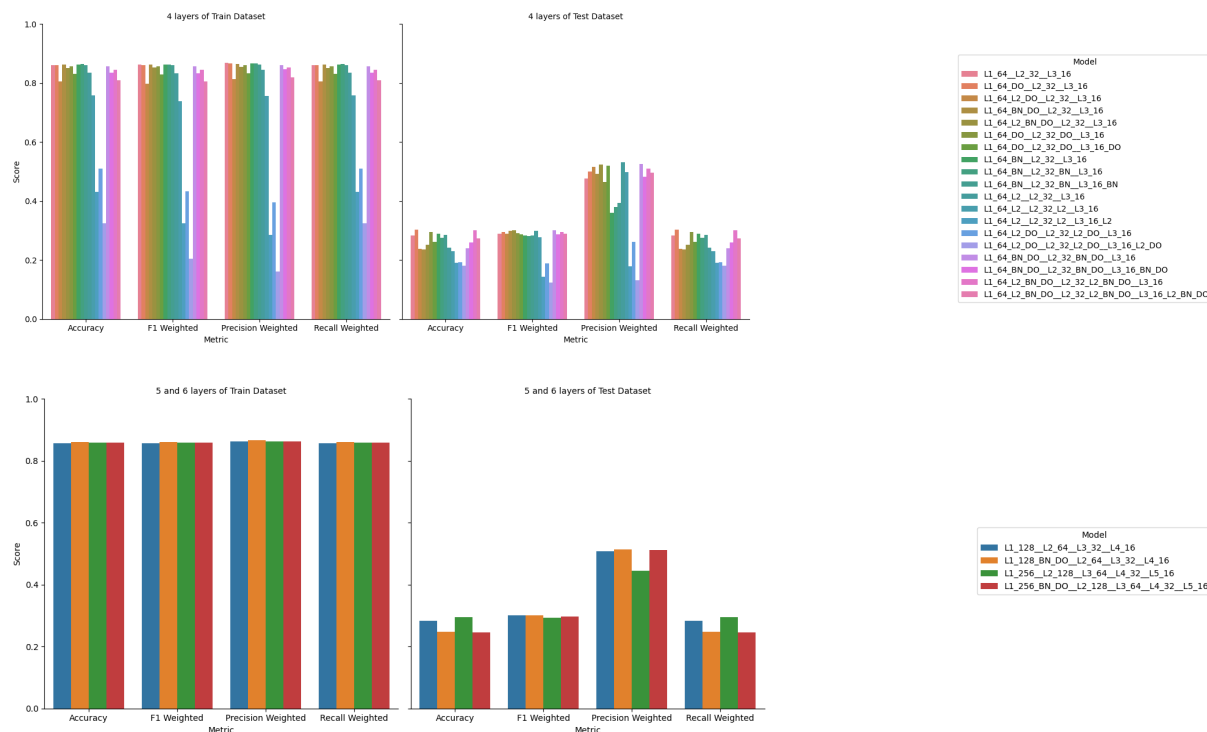 4 layers of Train Dataset
4 layers of Test Dataset
1.0
0.8
0.6
0.4
0.2
0.0
Score
Accuracy
F1 Weighted
Precision Weighted
Recall Weighted
Metric
Accuracy
F1 Weighted
Precision Weighted
Recall Weighted
Metric
Model
L1_64__L2_32__L3_16
L1_64_DO__L2_32__L3_16
L1_64_L2_DO__L2_32__L3_16
L1_64_BN_DO__L2_32__L3_16
L1_64_L2_BN_DO__L2_32__L3_16
L1_64_DO__L2_32_DO__L3_16
L1_64_DO__L2_32_DO__L3_16_DO
L1_64_BN__L2_32__L3_16
L1_64_BN__L2_32_BN__L3_16
L1_64_BN__L2_32_BN__L3_16_BN
L1_64_L2__L2_32__L3_16
L1_64_L2__L2_32_L2__L3_16
L1_64_L2__L2_32_L2__L3_16_L2
L1_64_L2_DO__L2_32_L2_DO__L3_16
L1_64_L2_DO__L2_32_L2_DO__L3_16_L2_DO
L1_64_BN_DO__L2_32_BN_DO__L3_16
L1_64_BN_DO__L2_32_BN_DO__L3_16_BN_DO
L1_64_L2_BN_DO__L2_32_L2_BN_DO__L3_16
L1_64_L2_BN_DO__L2_32_L2_BN_DO__L3_16_L2_BN_DO
5 and 6 layers of Train Dataset
5 and 6 layers of Test Dataset
1.0
0.8
0.6
0.4
0.2
0.0
Score
Accuracy
F1 Weighted
Precision Weighted
Recall Weighted
Metric
Accuracy
F1 Weighted
Precision Weighted
Recall Weighted
Metric
Model
L1_128__L2_64__L3_32__L4_16
L1_128_BN_DO__L2_64__L3_32__L4_16
L1_256__L2_128__L3_64__L4_32__L5_16
L1_256_BN_DO__L2_128__L3_64__L4_32__L5_16